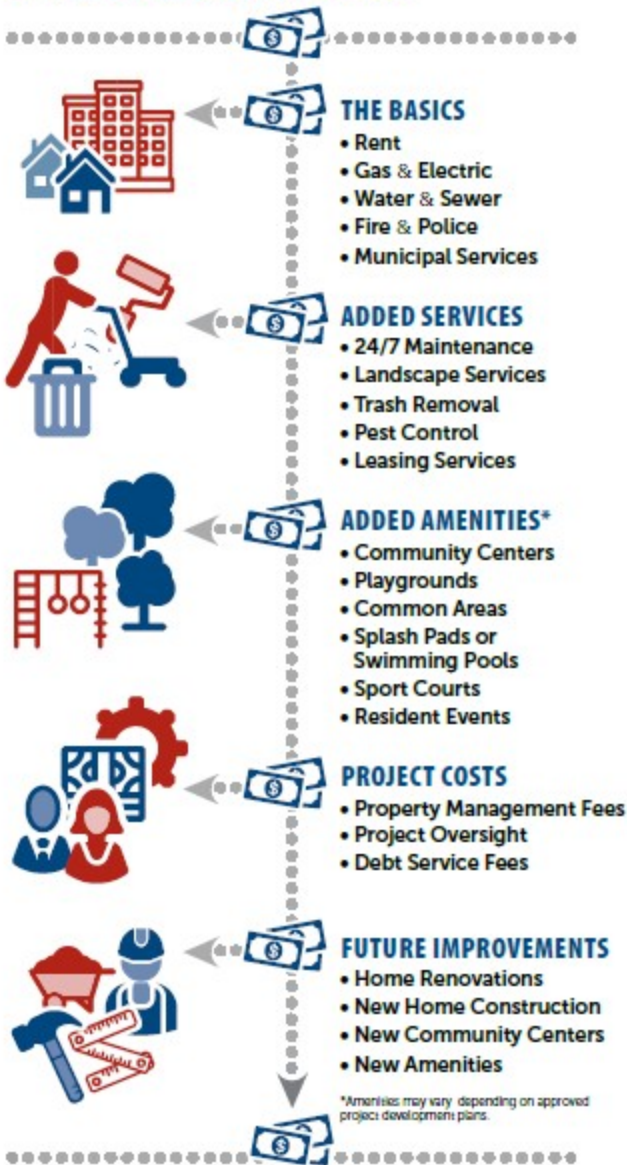 THE BASICS
• Rent
• Gas & Electric
• Water & Sewer
• Fire & Police
• Municipal Services
ADDED SERVICES
• 24/7 Maintenance
• Landscape Services
• Trash Removal
• Pest Control
• Leasing Services
ADDED AMENITIES*
• Community Centers
• Playgrounds
• Common Areas
• Splash Pads or
Swimming Pools
• Sport Courts
• Resident Events
PROJECT COSTS
• Property Management Fees
• Project Oversight
• Debt Service Fees
FUTURE IMPROVEMENTS
• Home Renovations
• New Home Construction
• New Community Centers
• New Amenities
*Amenities may vary depending on approved
project development plans.